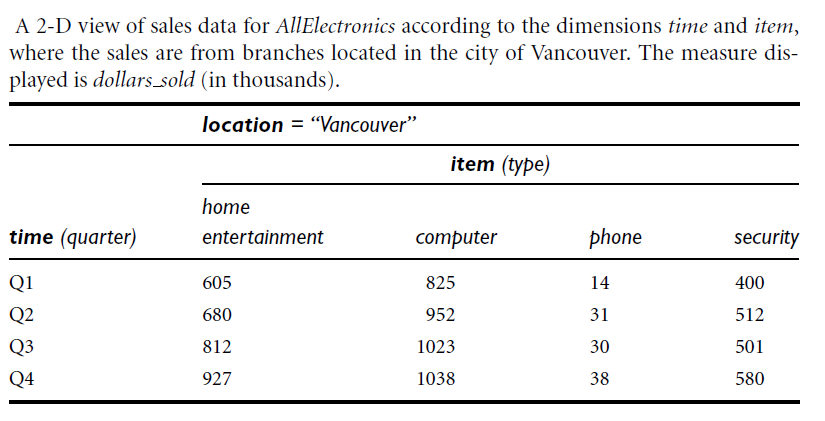 A 2-D view of sales data for AllElectronics according to the dimensions time and item,
where the sales are from branches located in the city of Vancouver. The measure dis-
played is dollars_sold (in thousands).
location = “Vancouver”
item (type)
home
time (quarter) entertainment computer phone security
Q1 605 825 14 400
Q2 680 952 31 512
Q3 812 1023 30 501
Q4 927 1038 38 580